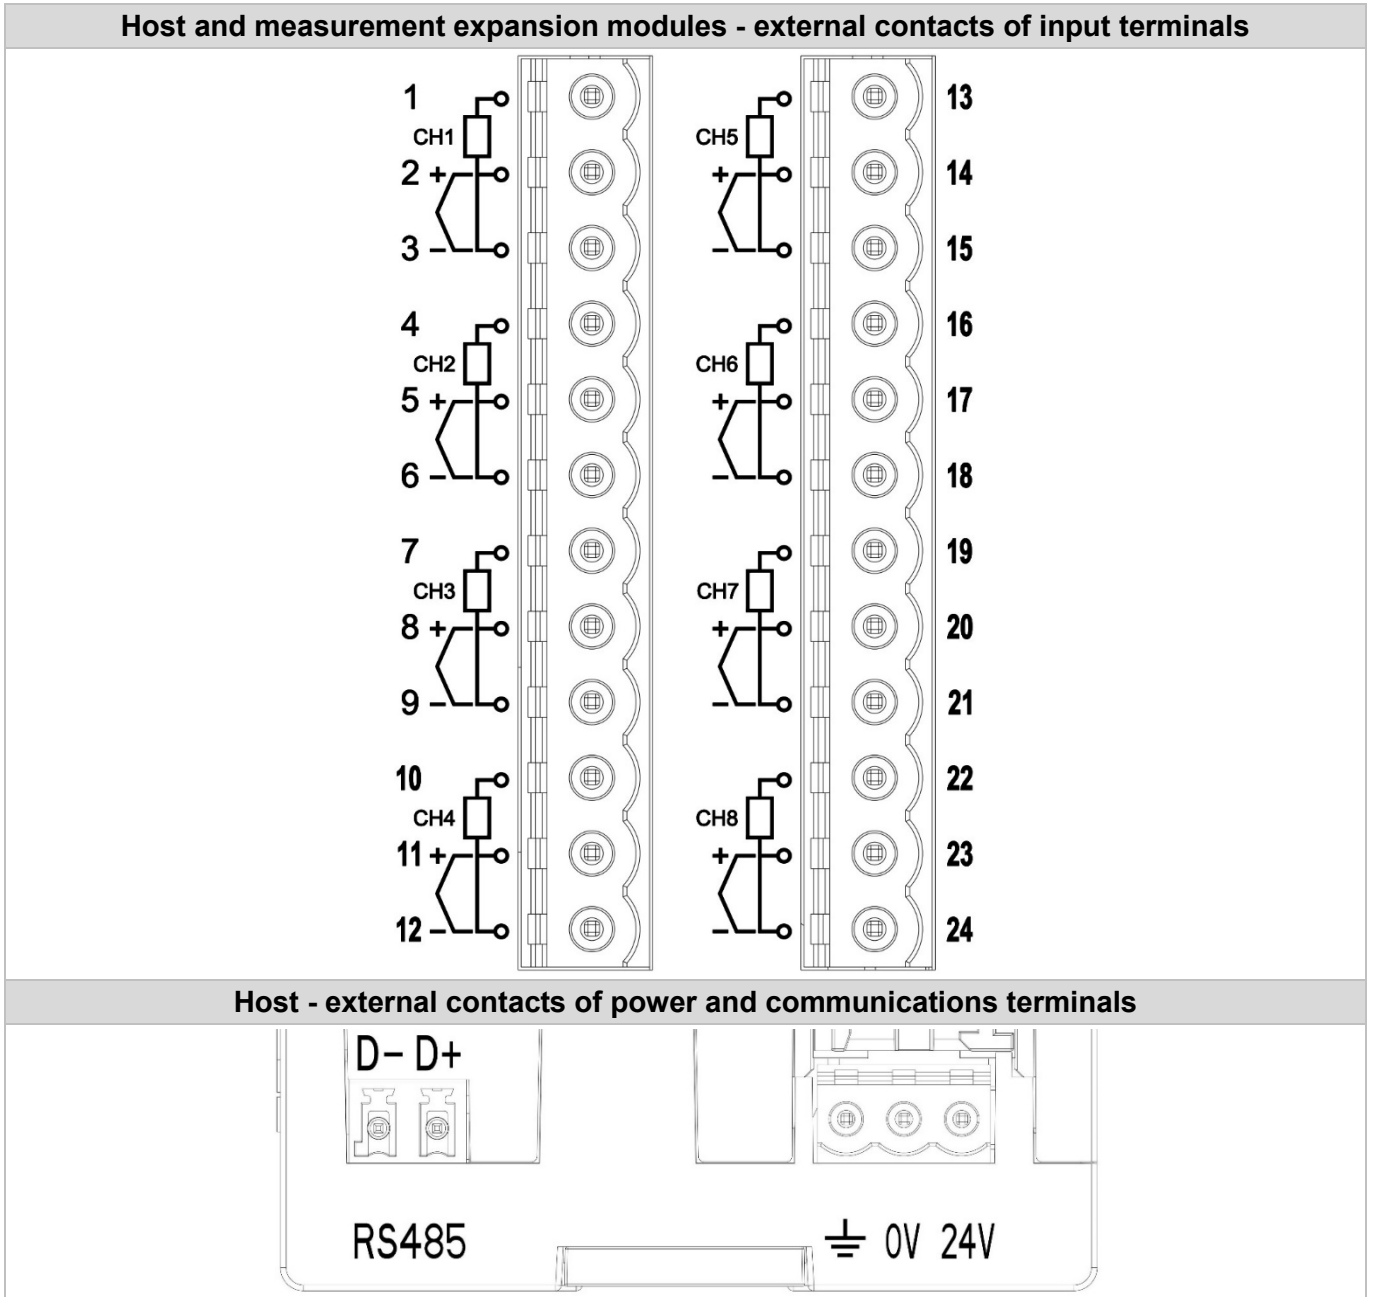 Host and measurement expansion modules - external contacts of input terminals
1 13
CH1 CH5
2 + + 14
3 – – 15
4 16
CH2 CH6
5 + + 17
6 – – 18
7 19
CH3 CH7
8 + + 20
9 – – 21
10 22
CH4 CH8
11 + + 23
12 – – 24
Host - external contacts of power and communications terminals
D– D+
RS485 ⏚ 0V 24V